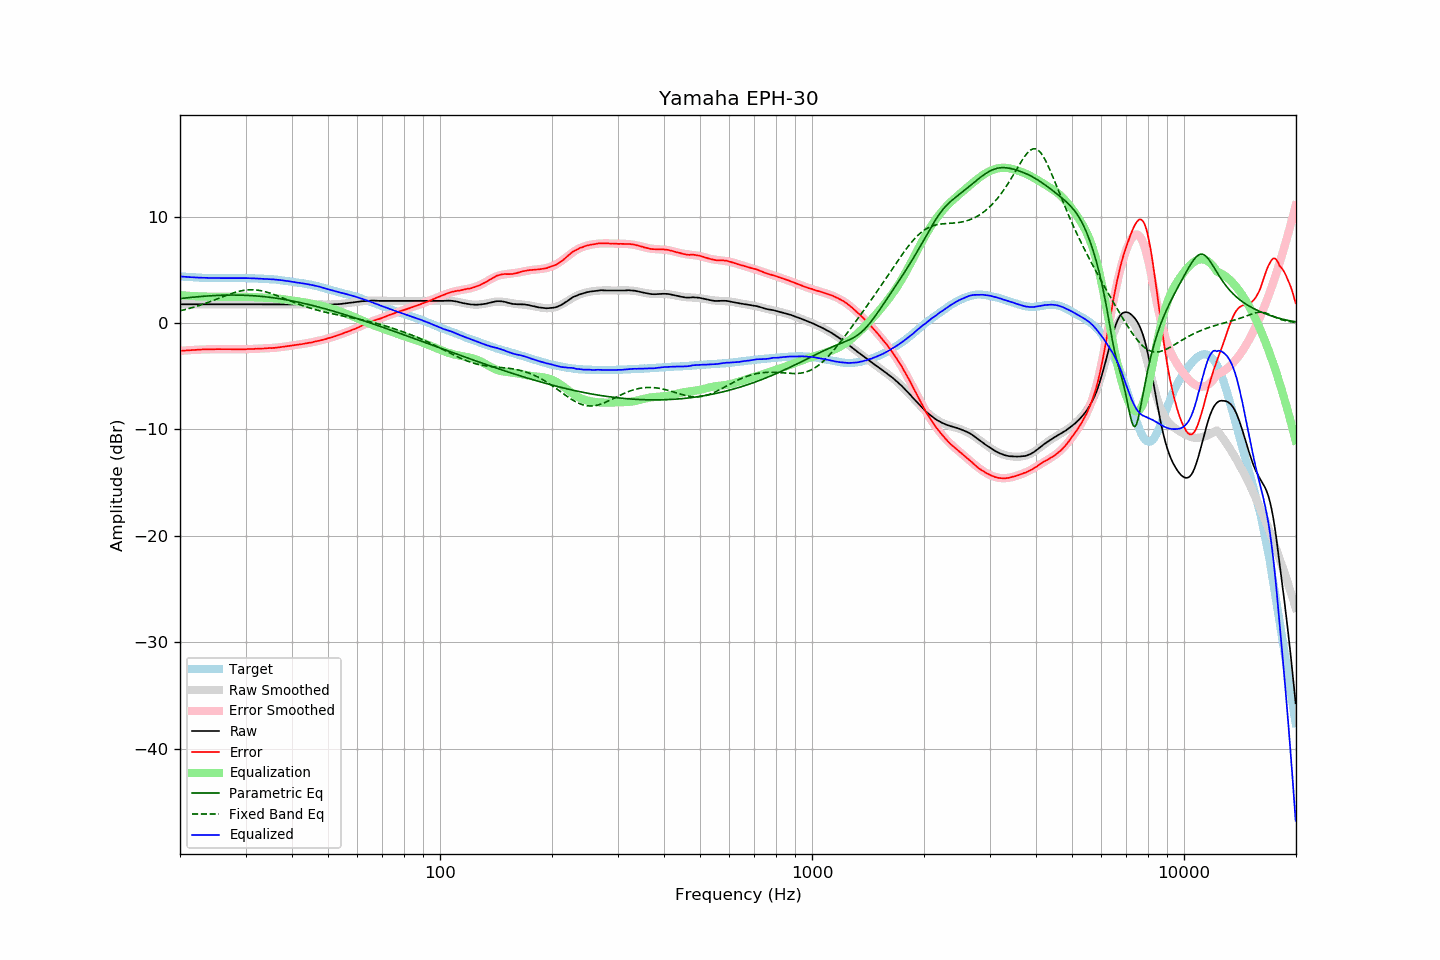 Yamaha EPH-30
Amplitude (dBr)
10
0
−10
−20
−30
−40
Target
Raw Smoothed
Error Smoothed
Raw
Error
Equalization
Parametric Eq
Fixed Band Eq
Equalized
100 1000 10000
Frequency (Hz)